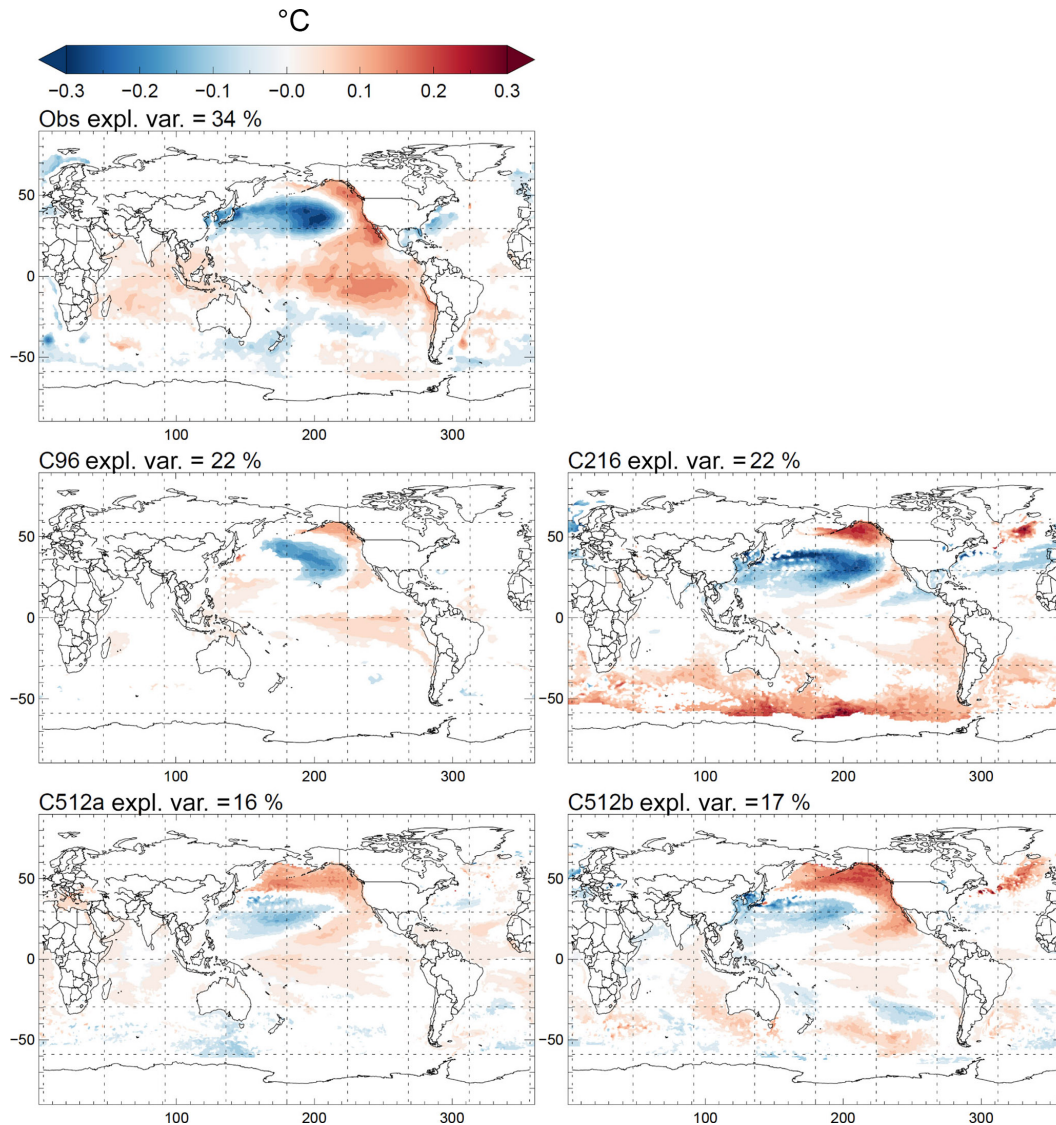 °C
−0.3 −0.2 −0.1 −0.0 0.1 0.2 0.3
Obs expl. var. = 34 %
50
0
−50
100 200 300
C96 expl. var. = 22 % C216 expl. var. = 22 %
50 50
0 0
−50 −50
100 200 300 100 200 300
C512a expl. var. = 16 % C512b expl. var. = 17 %
50 50
0 0
−50 −50
100 200 300 100 200 300